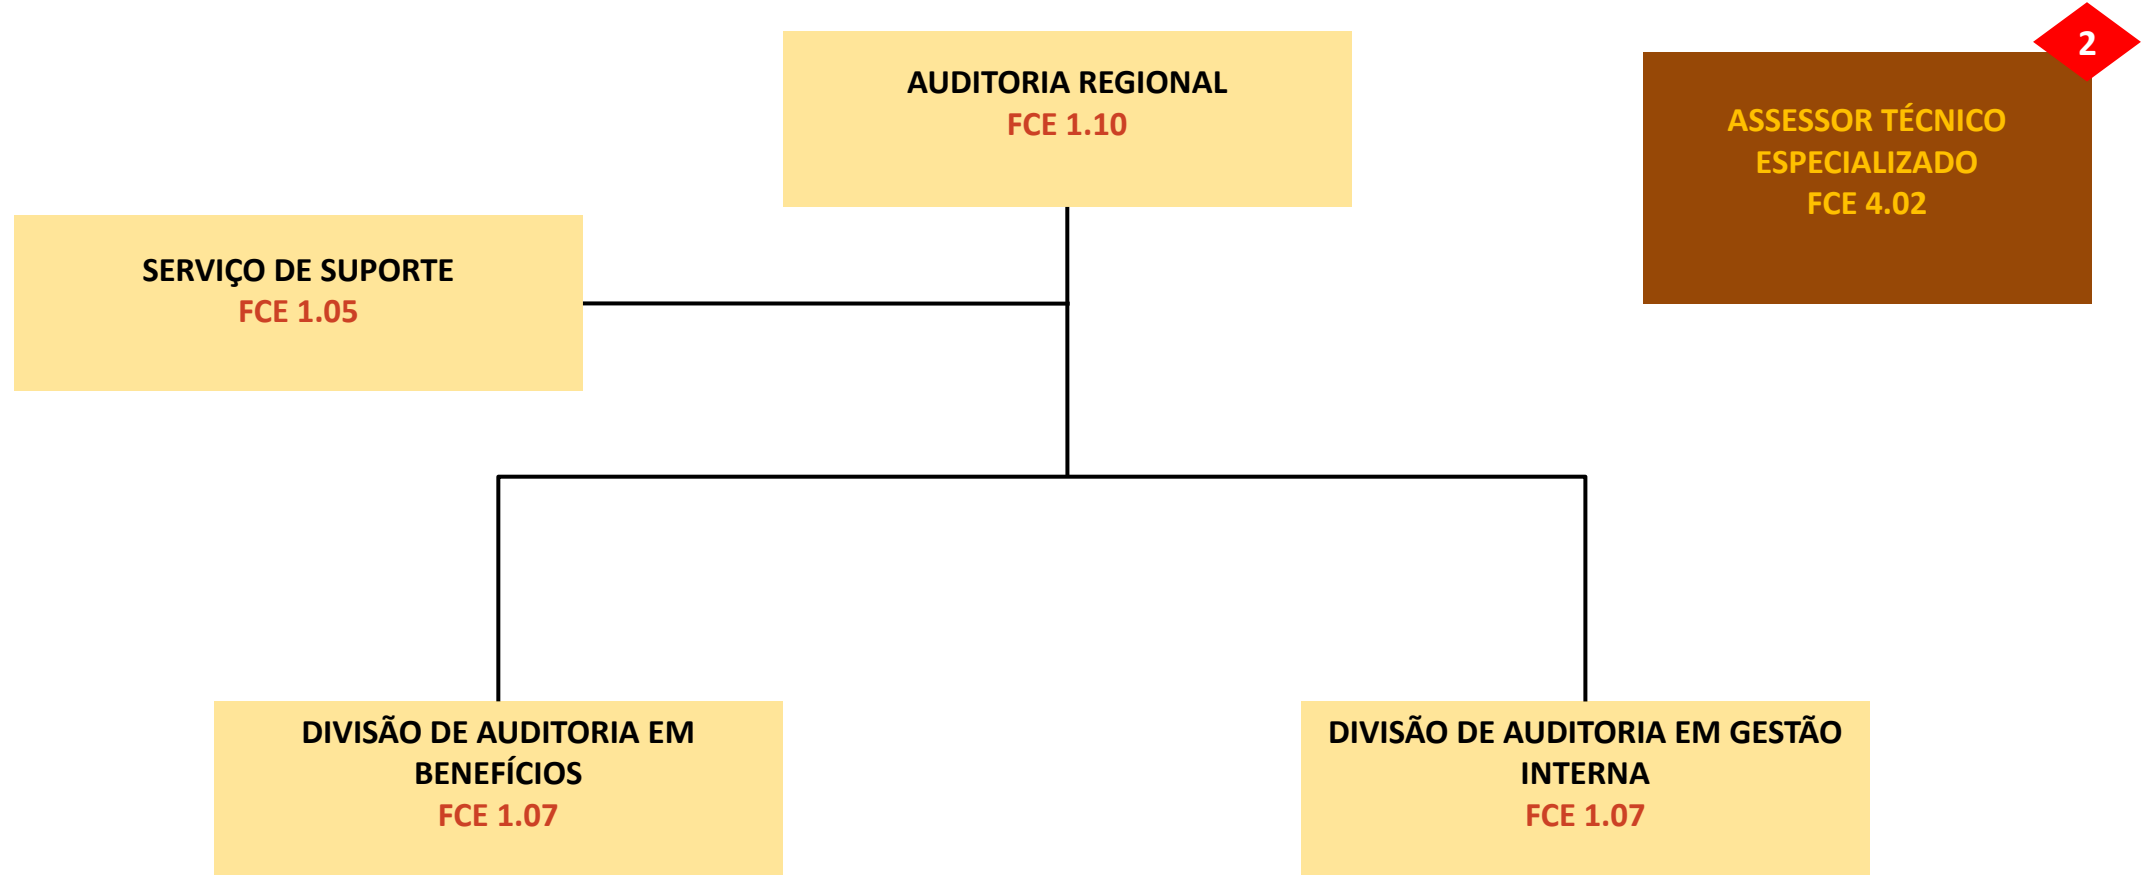 AUDITORIA REGIONAL
FCE 1.10
2
ASSESSOR TÉCNICO
ESPECIALIZADO
FCE 4.02
SERVIÇO DE SUPORTE
FCE 1.05
DIVISÃO DE AUDITORIA EM
BENEFÍCIOS
FCE 1.07
DIVISÃO DE AUDITORIA EM GESTÃO
INTERNA
FCE 1.07